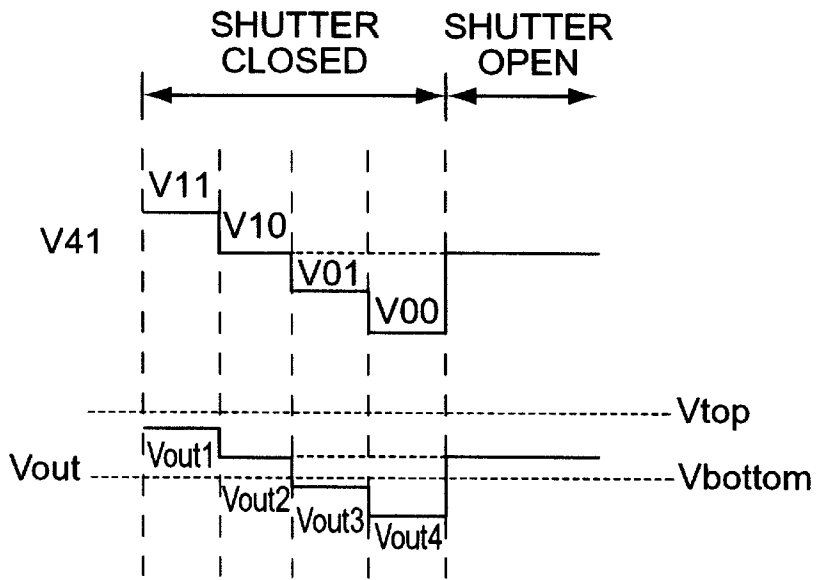 SHUTTER CLOSED
SHUTTER OPEN
V41
V11
V10
V01
V00
Vtop
Vout
Vout1
Vout2
Vout3
Vout4
Vbottom